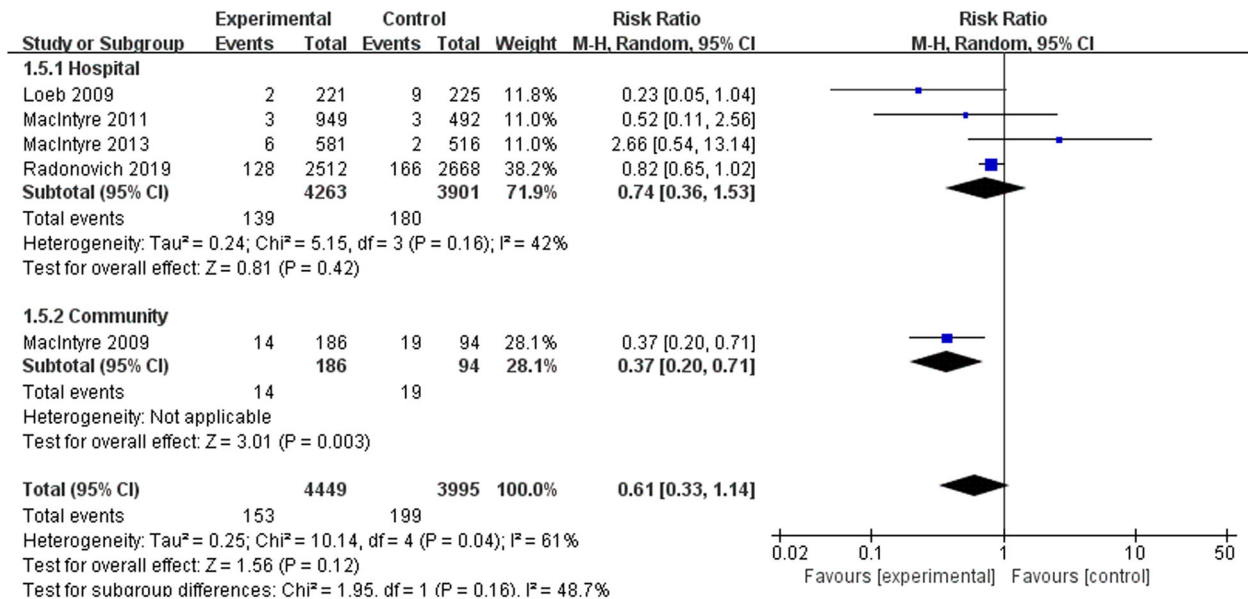 Experimental Control Risk Ratio Risk Ratio
Study or Subgroup Events Total Events Total Weight M-H, Random, 95% CI M-H, Random, 95% CI
1.5.1 Hospital
Loeb 2009 2 221 9 225 11.8% 0.23 [0.05, 1.04]
MacIntyre 2011 3 949 3 492 11.0% 0.52 [0.11, 2.56]
MacIntyre 2013 6 581 2 516 11.0% 2.66 [0.54, 13.14]
Radonovich 2019 128 2512 166 2668 38.2% 0.82 [0.65, 1.02]
Subtotal (95% CI) 4263 3901 71.9% 0.74 [0.36, 1.53]
Total events 139 180
Heterogeneity: Tau² = 0.24; Chi² = 5.15, df = 3 (P = 0.16); I² = 42%
Test for overall effect: Z = 0.81 (P = 0.42)
1.5.2 Community
MacIntyre 2009 14 186 19 94 28.1% 0.37 [0.20, 0.71]
Subtotal (95% CI) 186 94 28.1% 0.37 [0.20, 0.71]
Total events 14 19
Heterogeneity: Not applicable
Test for overall effect: Z = 3.01 (P = 0.003)
Total (95% CI) 4449 3995 100.0% 0.61 [0.33, 1.14]
Total events 153 199
Heterogeneity: Tau² = 0.25; Chi² = 10.14, df = 4 (P = 0.04); I² = 61%
Test for overall effect: Z = 1.56 (P = 0.12)
Test for subgroup differences: Chi² = 1.95, df = 1 (P = 0.16), I² = 48.7%
0.02 0.1 1 10 50
Favours [experimental] Favours [control]